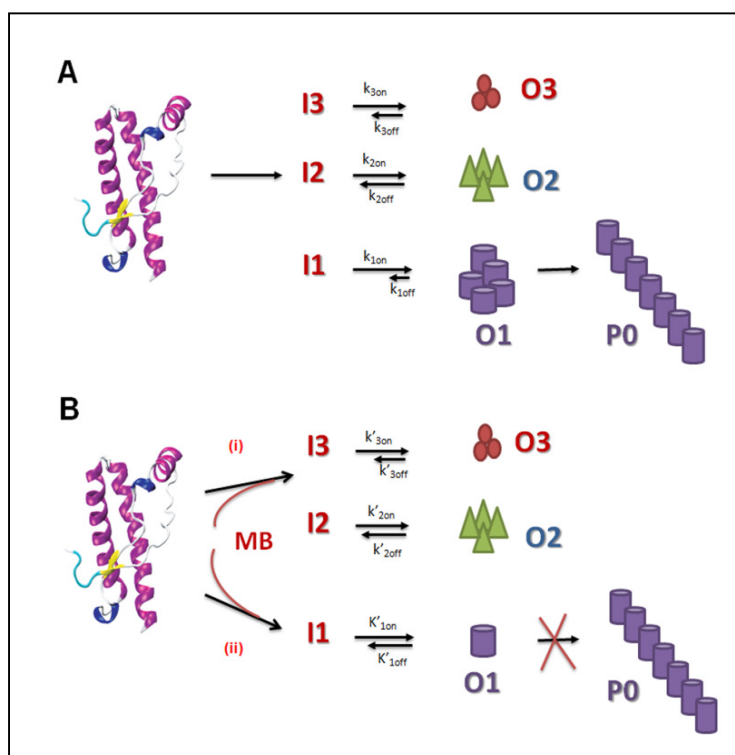 A
I3
k3on
k3off
O3
I2
k2on
k2off
O2
I1
k1on
k1off
O1
P0
B
(i)
I3
k'3on
k'3off
O3
MB
I2
k'2on
k'2off
O2
(ii)
I1
K'1on
K'1off
O1
P0